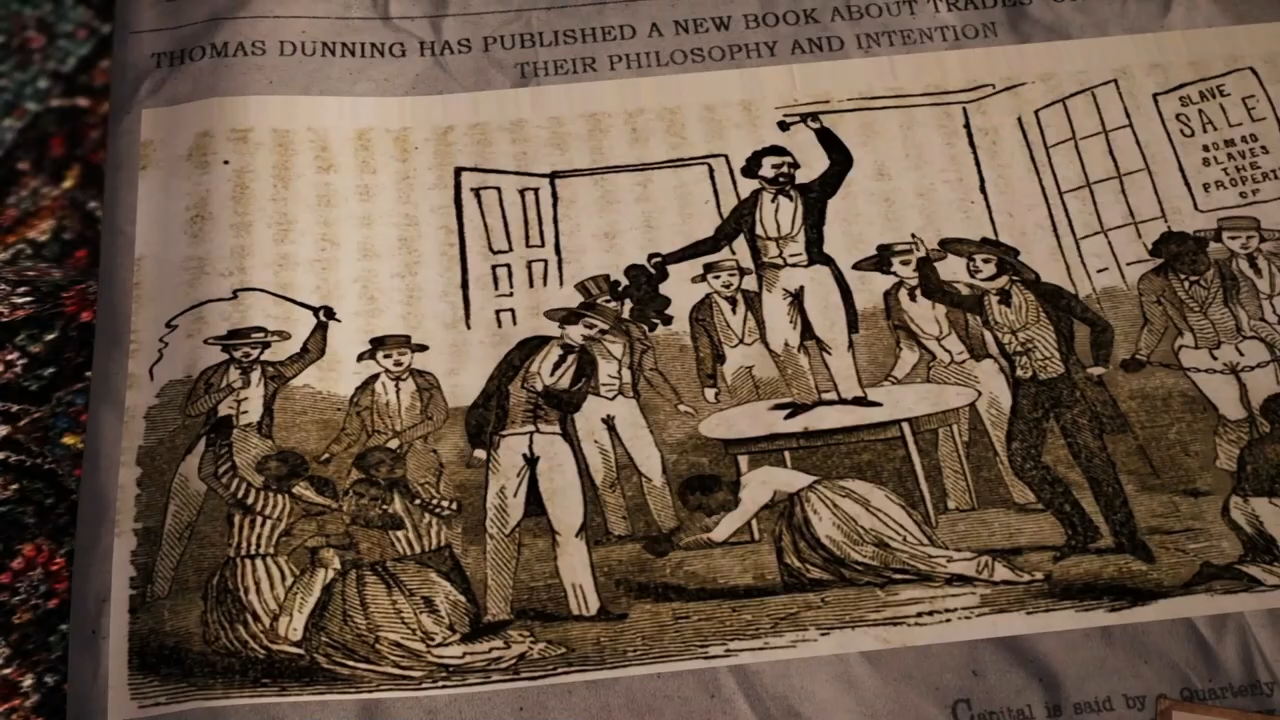 THOMAS DUNNING HAS PUBLISHED A NEW BOOK ABOUT TRADES'
THEIR PHILOSOPHY AND INTENTION
SLAVE
SALE
SLAVES
THE
PROPERT
OF
Capital is said by a Quarterly